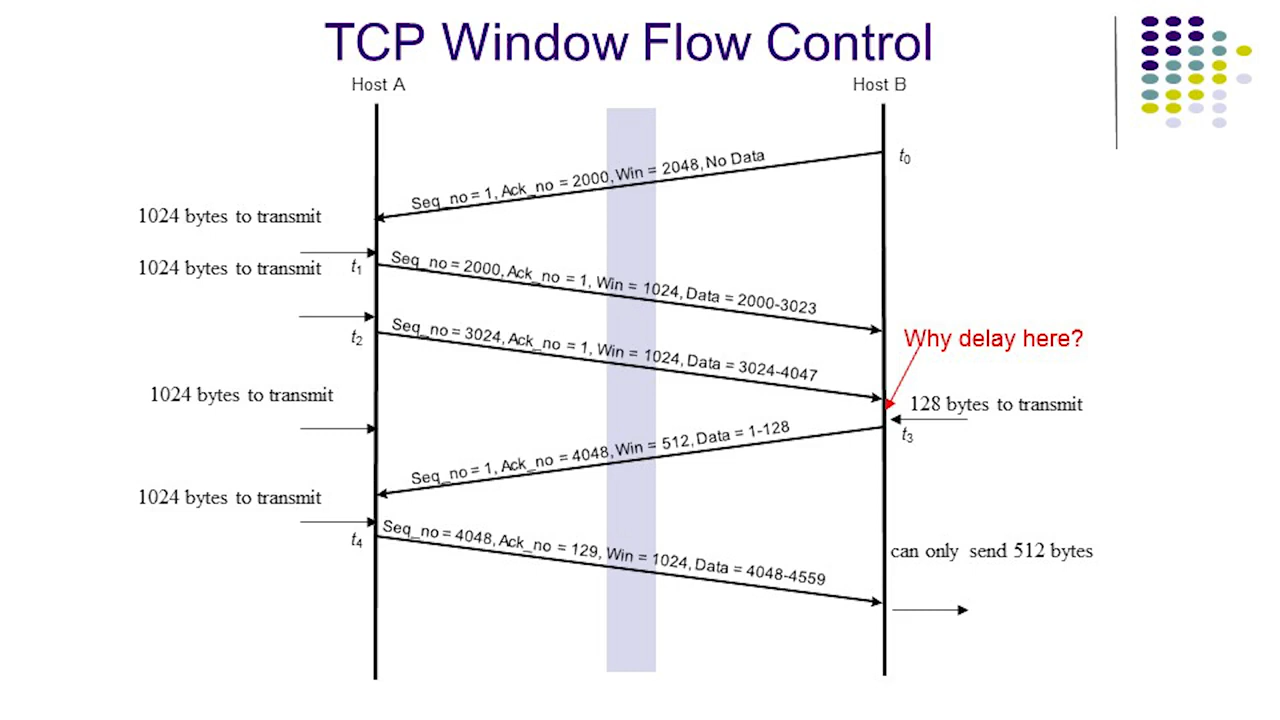 TCP Window Flow Control
Host A
Host B
Seq_no = 1, Ack_no = 2000, Win = 2048, No Data
t0
1024 bytes to transmit
1024 bytes to transmit
t1
Seq_no = 2000, Ack_no = 1, Win = 1024, Data = 2000-3023
t2
Seq_no = 3024, Ack_no = 1, Win = 1024, Data = 3024-4047
Why delay here?
1024 bytes to transmit
128 bytes to transmit
t3
Seq_no = 1, Ack_no = 4048, Win = 512, Data = 1-128
1024 bytes to transmit
t4
Seq_no = 4048, Ack_no = 129, Win = 1024, Data = 4048-4559
can only send 512 bytes